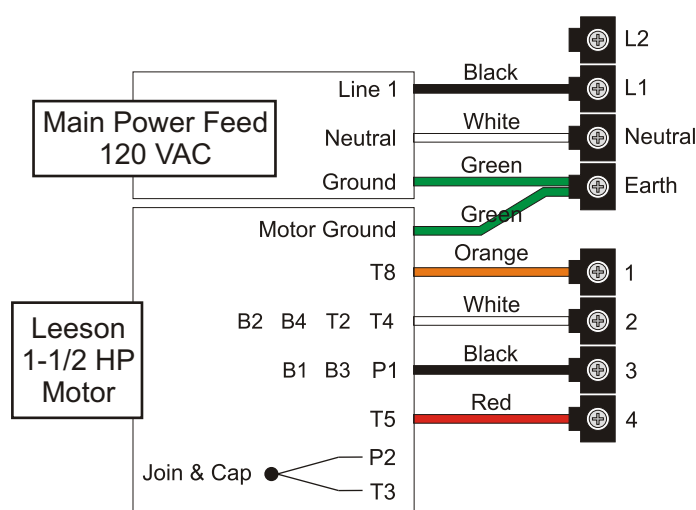 L2
Line 1 Black L1
Main Power Feed
120 VAC
Neutral White Neutral
Ground Green Earth
Motor Ground Green
T8 Orange 1
Leeson
1-1/2 HP
Motor
B2 B4 T2 T4 White 2
B1 B3 P1 Black 3
T5 Red 4
Join & Cap
P2
T3